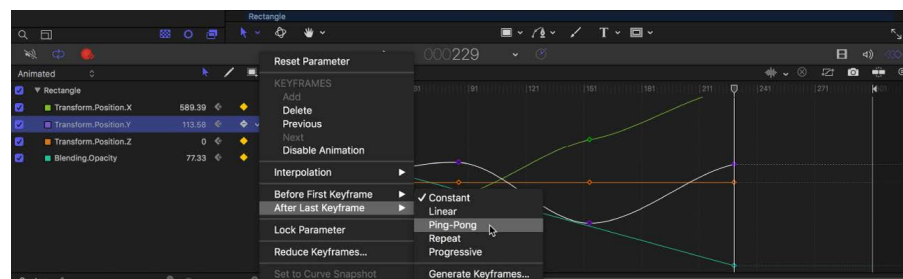 Rectangle
T
000229
Animated
Rectangle
Transform.Position.X 589.39
Transform.Position.Y 113.58
Transform.Position.Z 0
Blending.Opacity 77.33
91 121 151 181 211 241 271
Reset Parameter
KEYFRAMES
Add
Delete
Previous
Next
Disable Animation
Interpolation
Before First Keyframe
After Last Keyframe
Lock Parameter
Reduce Keyframes...
Set to Curve Snapshot
Constant
Linear
Ping-Pong
Repeat
Progressive
Generate Keyframes...